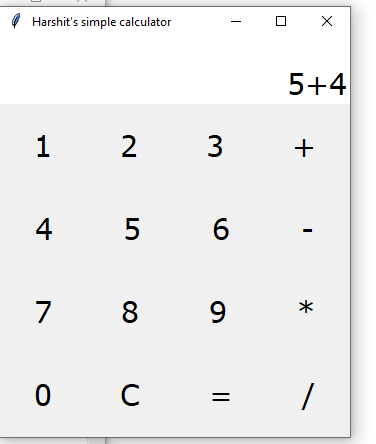 Harshit's simple calculator
5+4
1 2 3 +
4 5 6 -
7 8 9 *
0 C = /